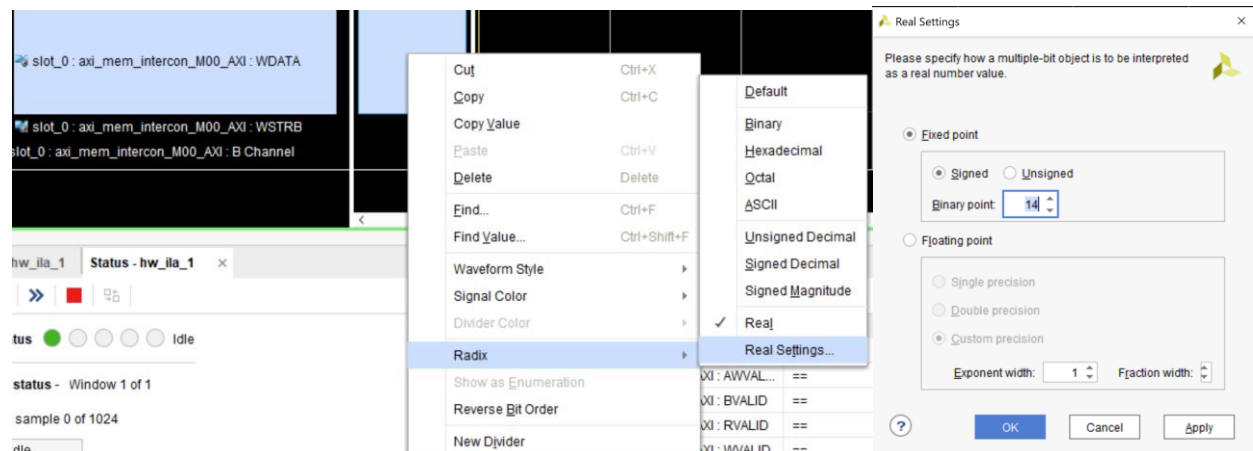 slot_0 : axi_mem_intercon_M00_AXI : WDATA
slot_0 : axi_mem_intercon_M00_AXI : WSTRB
slot_0 : axi_mem_intercon_M00_AXI : B Channel
hw_ila_1
Status - hw_ila_1
tus
Idle
status - Window 1 of 1
sample 0 of 1024
dle
Cut Ctrl+X
Copy Ctrl+C
Copy Value
Paste Ctrl+V
Delete Delete
Find... Ctrl+F
Find Value... Ctrl+Shift+F
Waveform Style
Signal Color
Divider Color
Radix
Show as Enumeration
Reverse Bit Order
New Divider
Default
Binary
Hexadecimal
Octal
ASCII
Unsigned Decimal
Signed Decimal
Signed Magnitude
Real
Real Settings...
XI : AWVAL... ==
XI : BVALID ==
XI : RVALID ==
XI : WVALID ==
Real Settings
Please specify how a multiple-bit object is to be interpreted
as a real number value.
Fixed point
Signed Unsigned
Binary point: 14
Floating point
Single precision
Double precision
Custom precision
Exponent width: 1 Fraction width:
? OK Cancel Apply